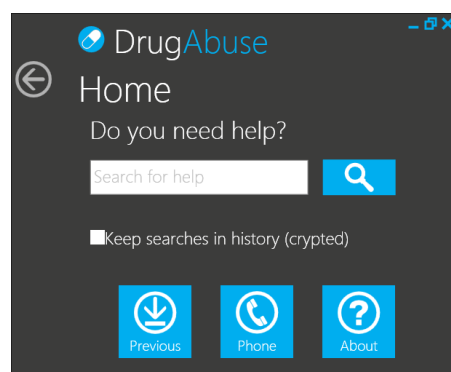 DrugAbuse
Home
Do you need help?
Search for help
Keep searches in history (crypted)
Previous
Phone
About